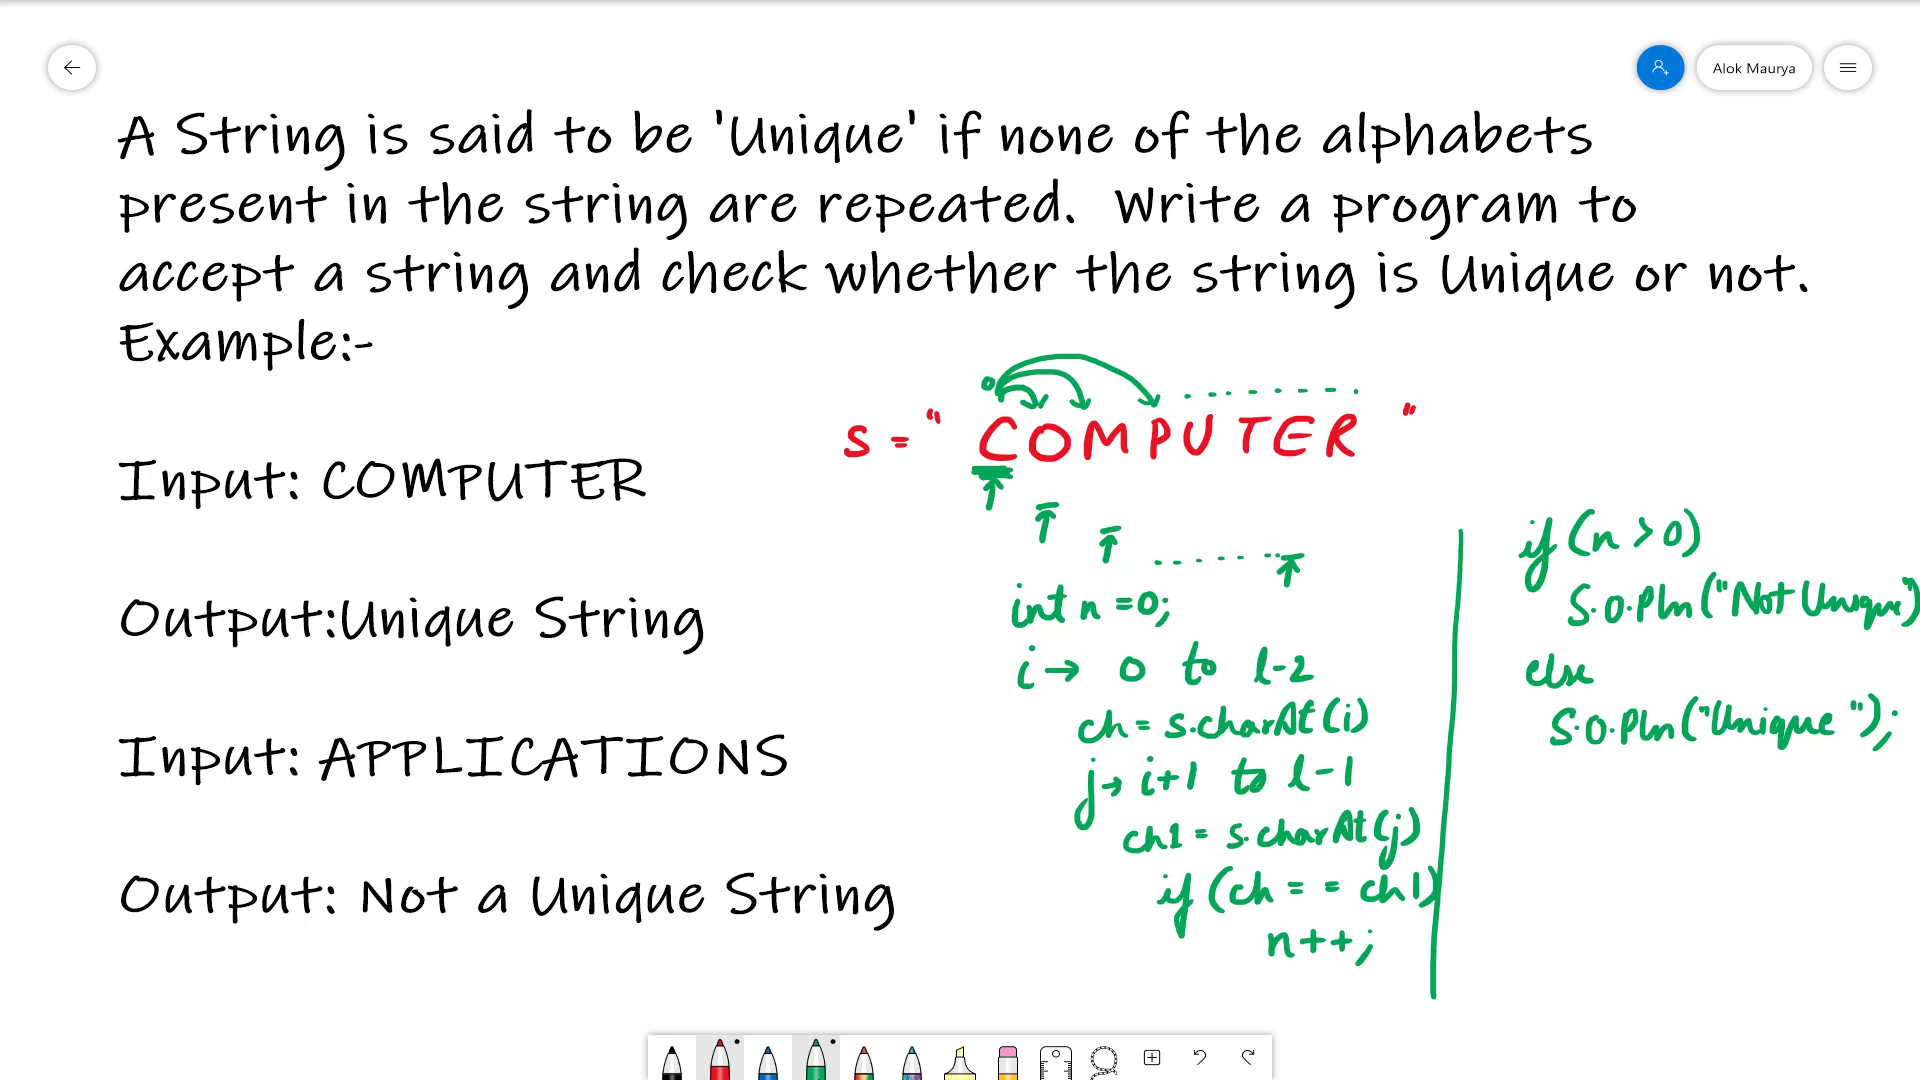 Alok Maurya
A String is said to be 'Unique' if none of the alphabets
present in the string are repeated. Write a program to
accept a string and check whether the string is Unique or not.
Example:-
S = " COMPUTER "
Input: COMPUTER
Output:Unique String
Input: APPLICATIONS
Output: Not a Unique String
int n =0;
i → 0 to l-2
ch = s.charAt(i)
j → i+1 to l-1
ch1 = s.charAt(j)
if (ch == ch1)
n++;
if (n > 0)
S.O.Pln("Not Unique")
else
S.O.Pln("Unique");